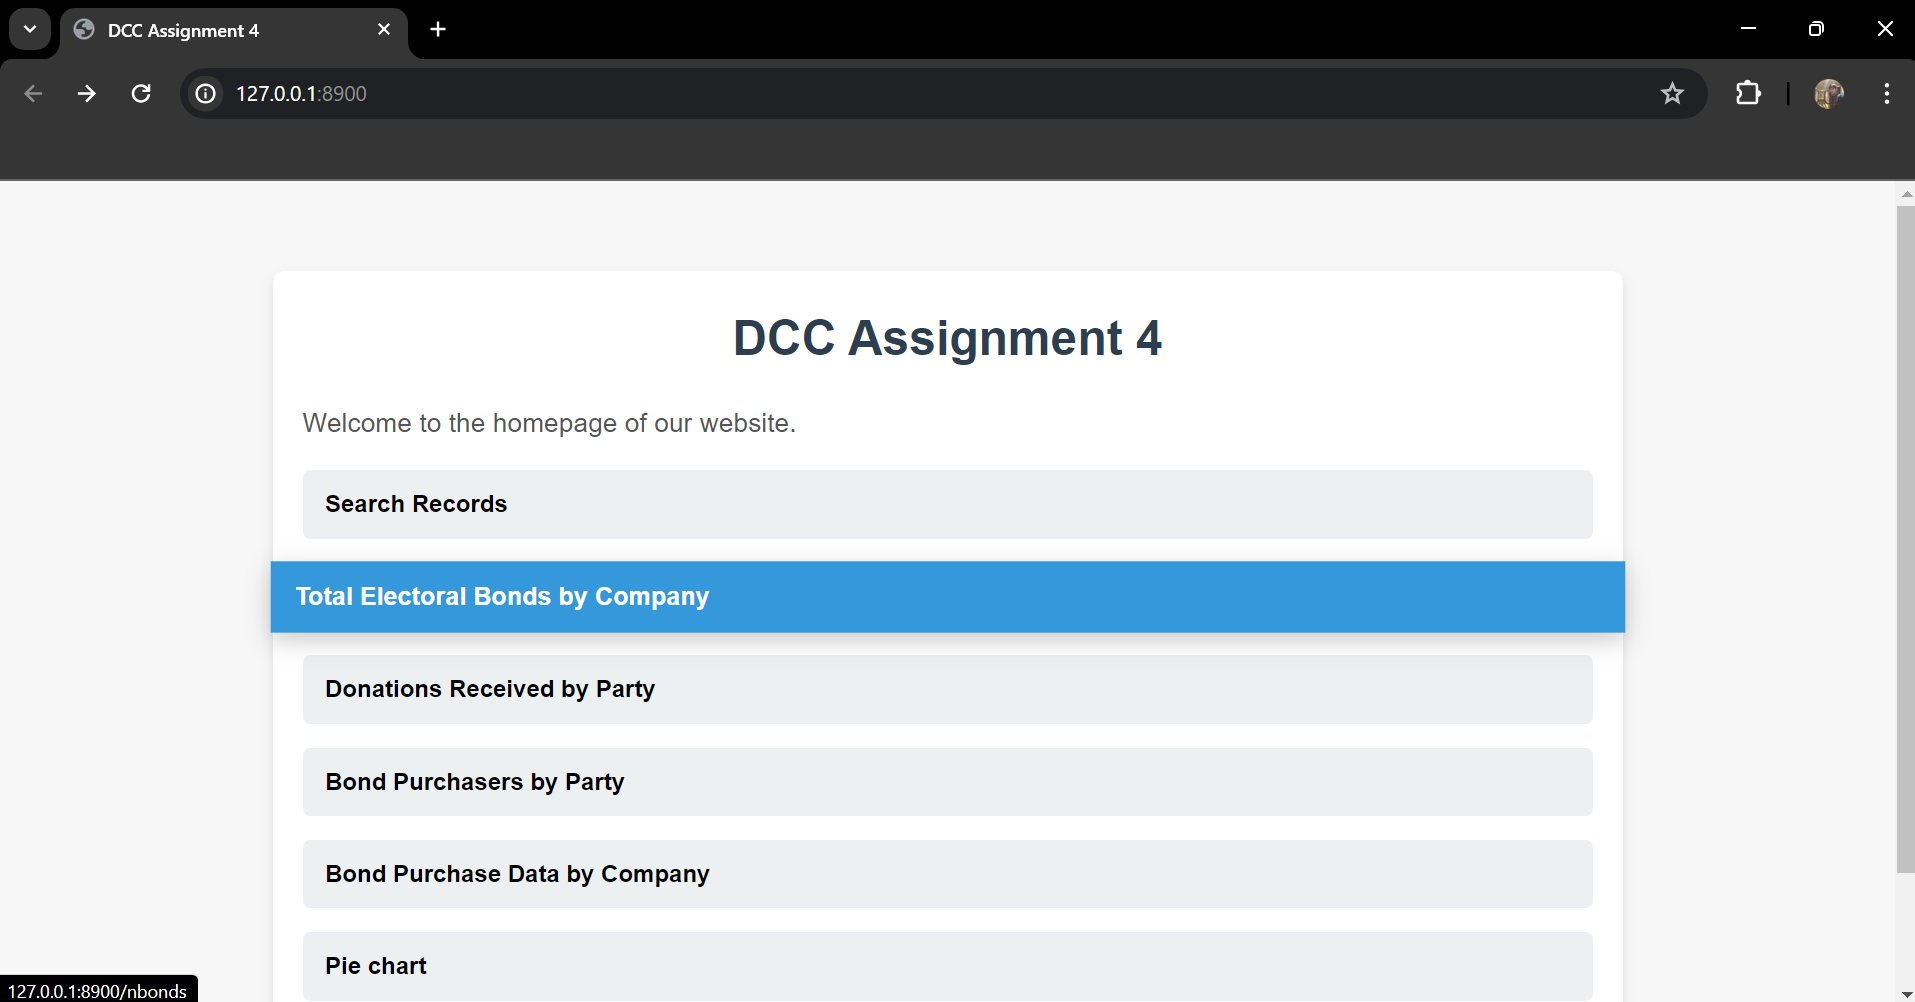 DCC Assignment 4
127.0.0.1:8900
DCC Assignment 4
Welcome to the homepage of our website.
Search Records
Total Electoral Bonds by Company
Donations Received by Party
Bond Purchasers by Party
Bond Purchase Data by Company
Pie chart
127.0.0.1:8900/nbonds